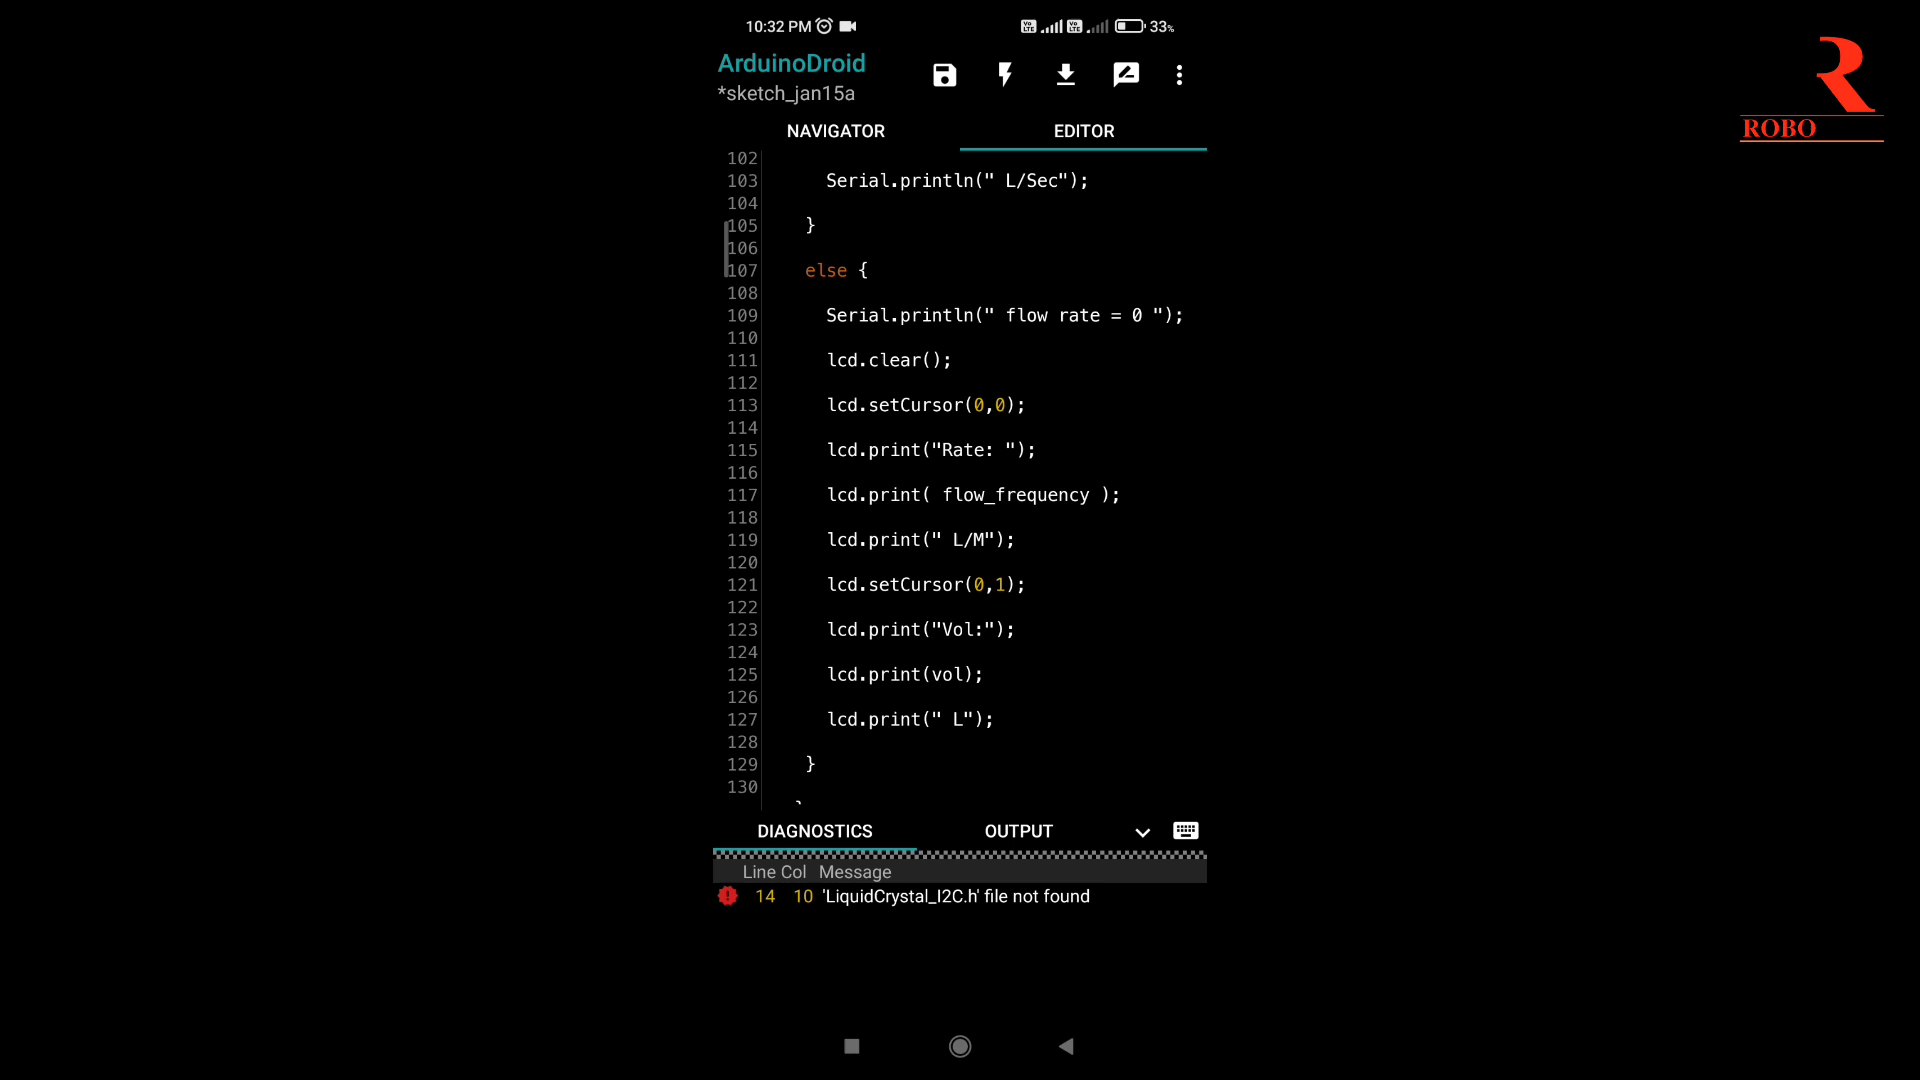 10:32 PM 33%
ArduinoDroid
*sketch_jan15a
ROBO
NAVIGATOR EDITOR
102
103 Serial.println(" L/Sec");
104
105 }
106
107 else {
108
109 Serial.println(" flow rate = 0 ");
110
111 lcd.clear();
112
113 lcd.setCursor(0,0);
114
115 lcd.print("Rate: ");
116
117 lcd.print( flow_frequency );
118
119 lcd.print(" L/M");
120
121 lcd.setCursor(0,1);
122
123 lcd.print("Vol:");
124
125 lcd.print(vol);
126
127 lcd.print(" L");
128
129 }
130
DIAGNOSTICS OUTPUT
Line Col Message
14 10 'LiquidCrystal_I2C.h' file not found